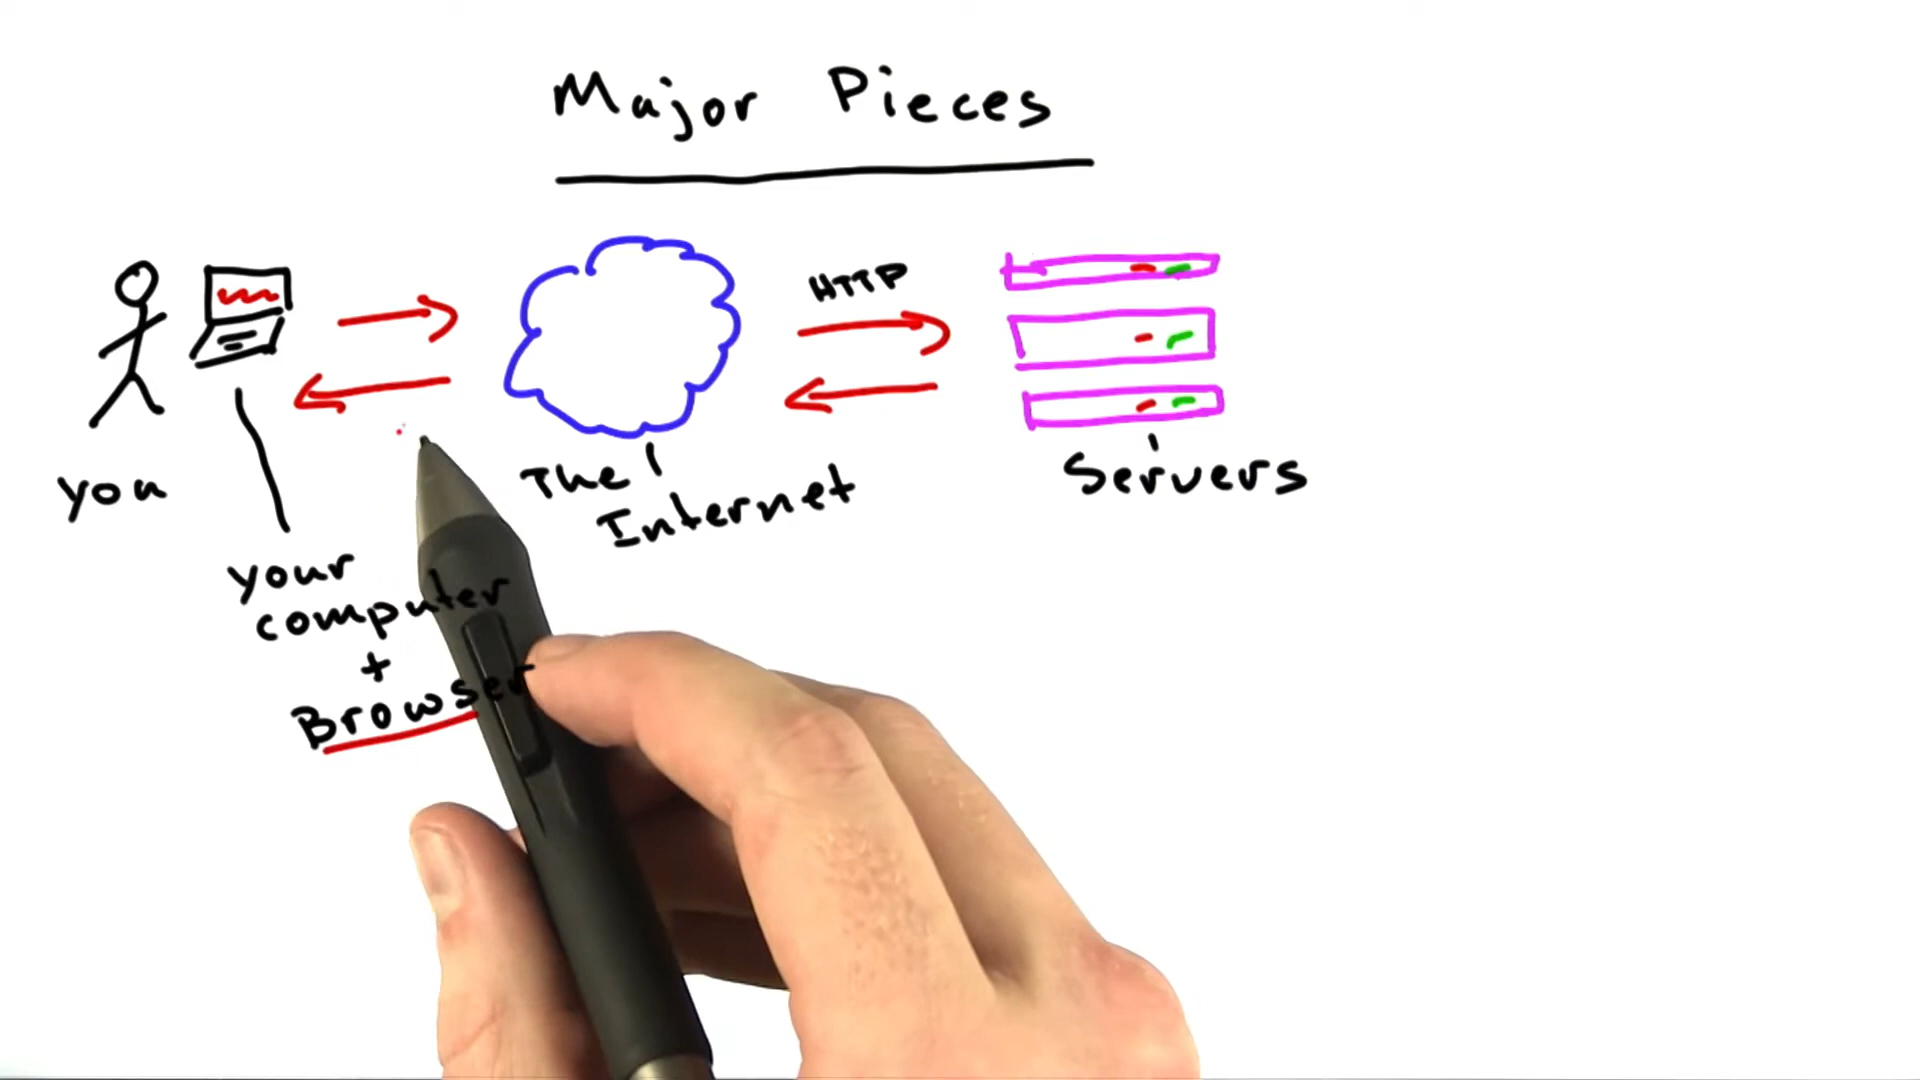 Major Pieces
HTTP
you
The
Internet
Servers
your
computer
+
Browser